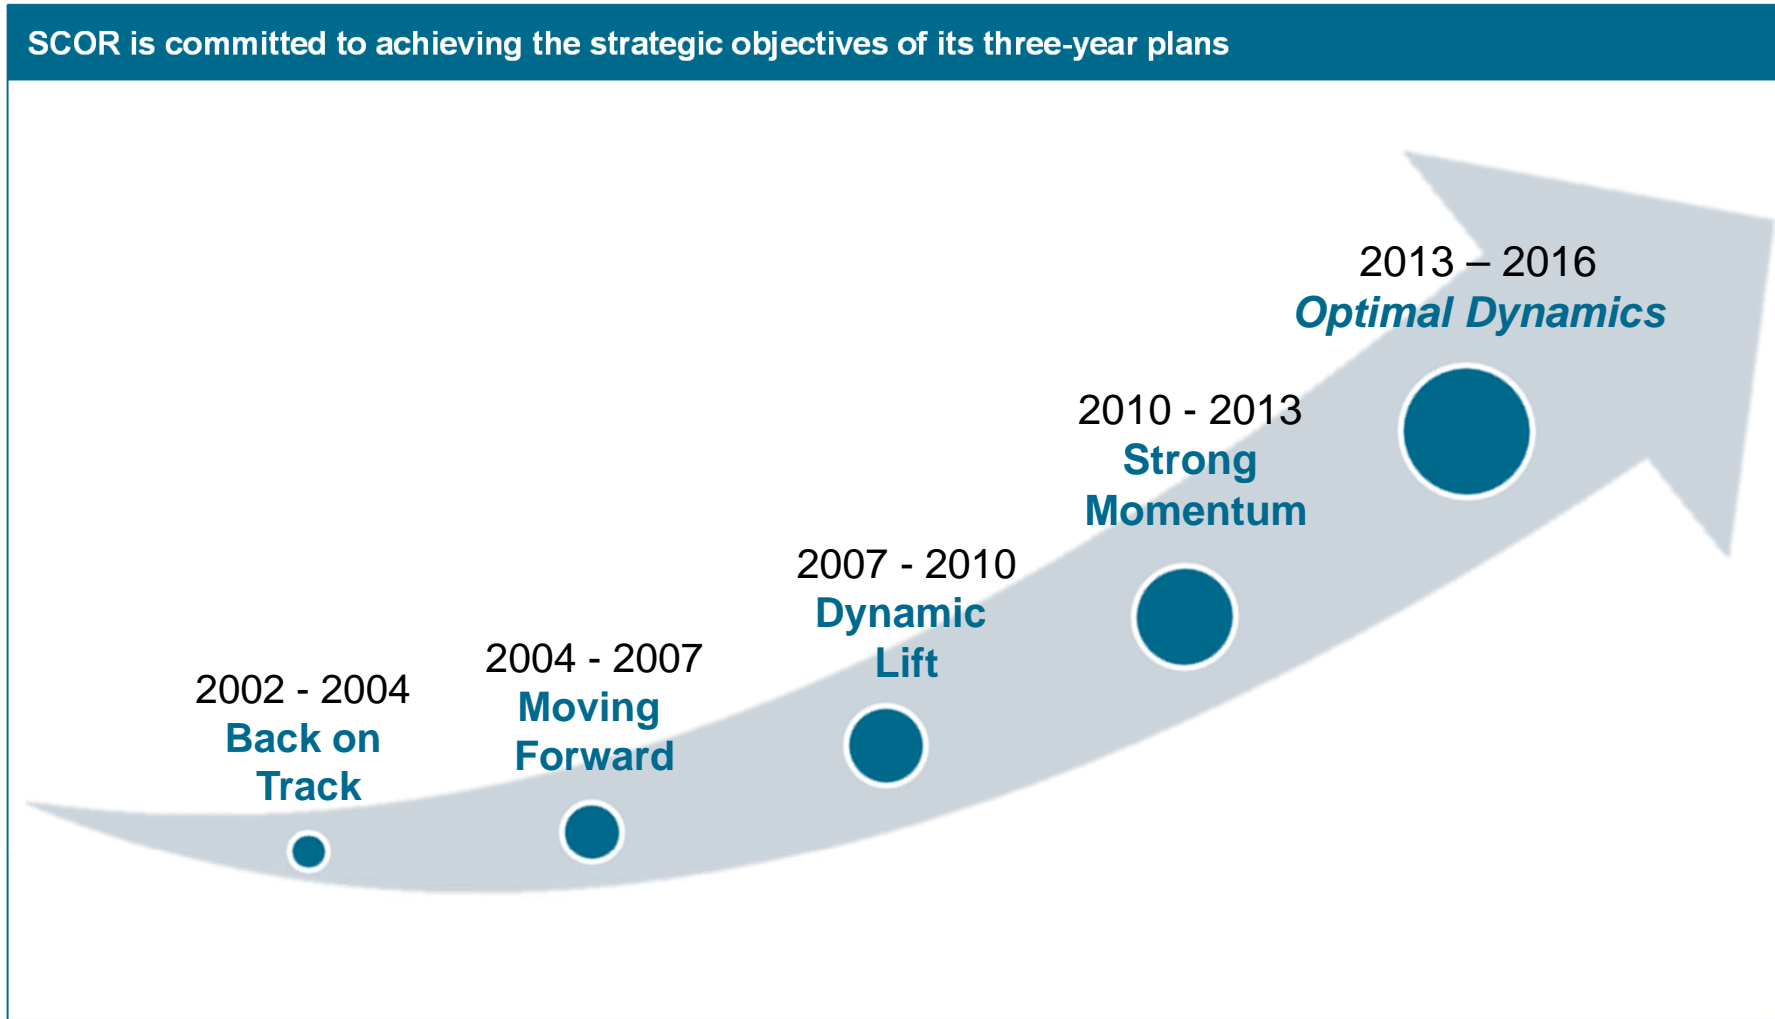 SCOR is committed to achieving the strategic objectives of its three-year plans
2002 - 2004
Back on
Track
2004 - 2007
Moving
Forward
2007 - 2010
Dynamic
Lift
2010 - 2013
Strong
Momentum
2013 – 2016
Optimal Dynamics